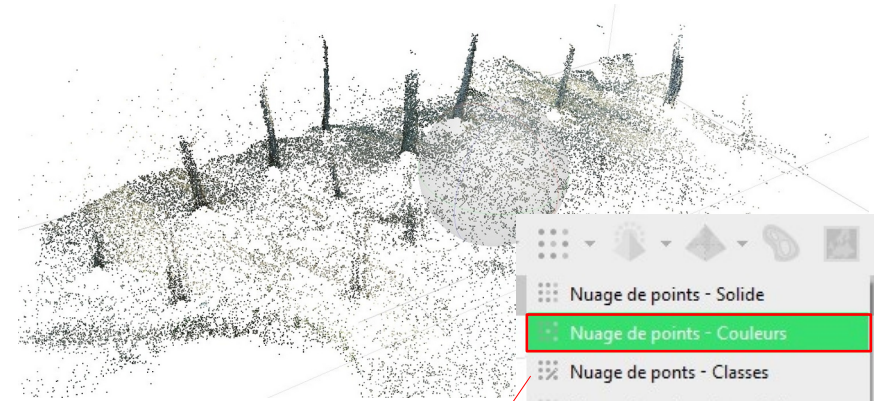 Nuage de points - Solide
Nuage de points - Couleurs
Nuage de ponts - Classes